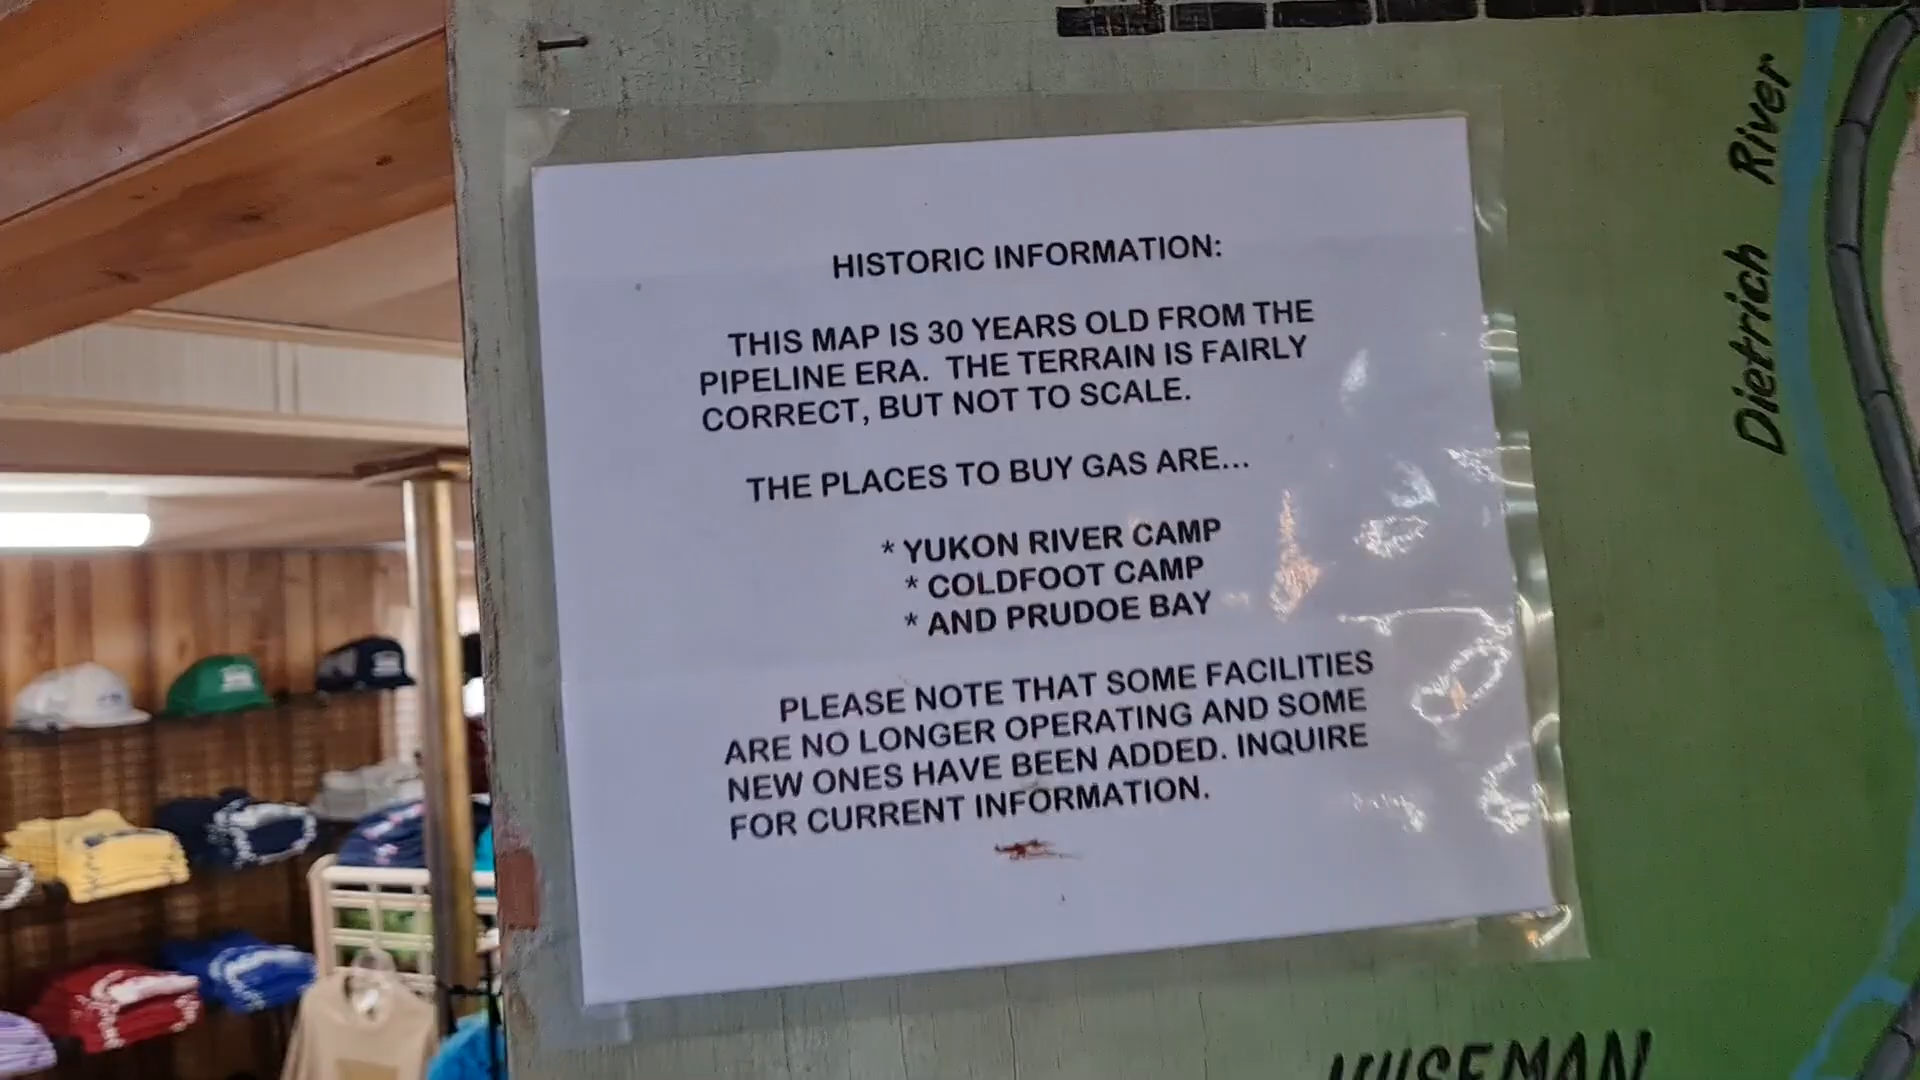 HISTORIC INFORMATION:
THIS MAP IS 30 YEARS OLD FROM THE
PIPELINE ERA. THE TERRAIN IS FAIRLY
CORRECT, BUT NOT TO SCALE.
THE PLACES TO BUY GAS ARE...
* YUKON RIVER CAMP
* COLDFOOT CAMP
* AND PRUDOE BAY
PLEASE NOTE THAT SOME FACILITIES
ARE NO LONGER OPERATING AND SOME
NEW ONES HAVE BEEN ADDED. INQUIRE
FOR CURRENT INFORMATION.
Dietrich River
WISEMAN